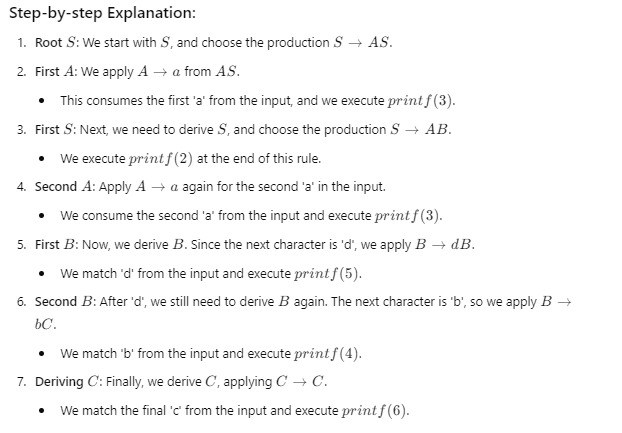 Step-by-step Explanation:
1. Root S: We start with S, and choose the production S → AS.
2. First A: We apply A → a from AS.
• This consumes the first 'a' from the input, and we execute printf(3).
3. First S: Next, we need to derive S, and choose the production S → AB.
• We execute printf(2) at the end of this rule.
4. Second A: Apply A → a again for the second 'a' in the input.
• We consume the second 'a' from the input and execute printf(3).
5. First B: Now, we derive B. Since the next character is 'd', we apply B → dB.
• We match 'd' from the input and execute printf(5).
6. Second B: After 'd', we still need to derive B again. The next character is 'b', so we apply B →
bC.
• We match 'b' from the input and execute printf(4).
7. Deriving C: Finally, we derive C, applying C → C.
• We match the final 'c' from the input and execute printf(6).